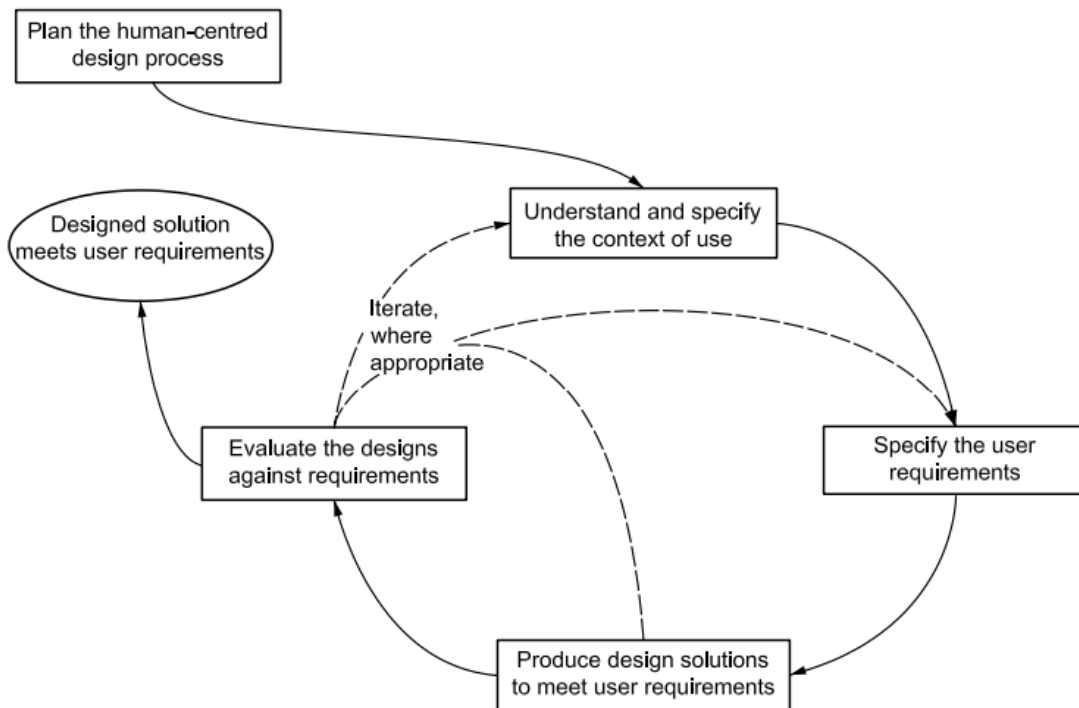 Plan the human-centred
design process
Understand and specify
the context of use
Designed solution
meets user requirements
Iterate,
where
appropriate
Evaluate the designs
against requirements
Specify the user
requirements
Produce design solutions
to meet user requirements